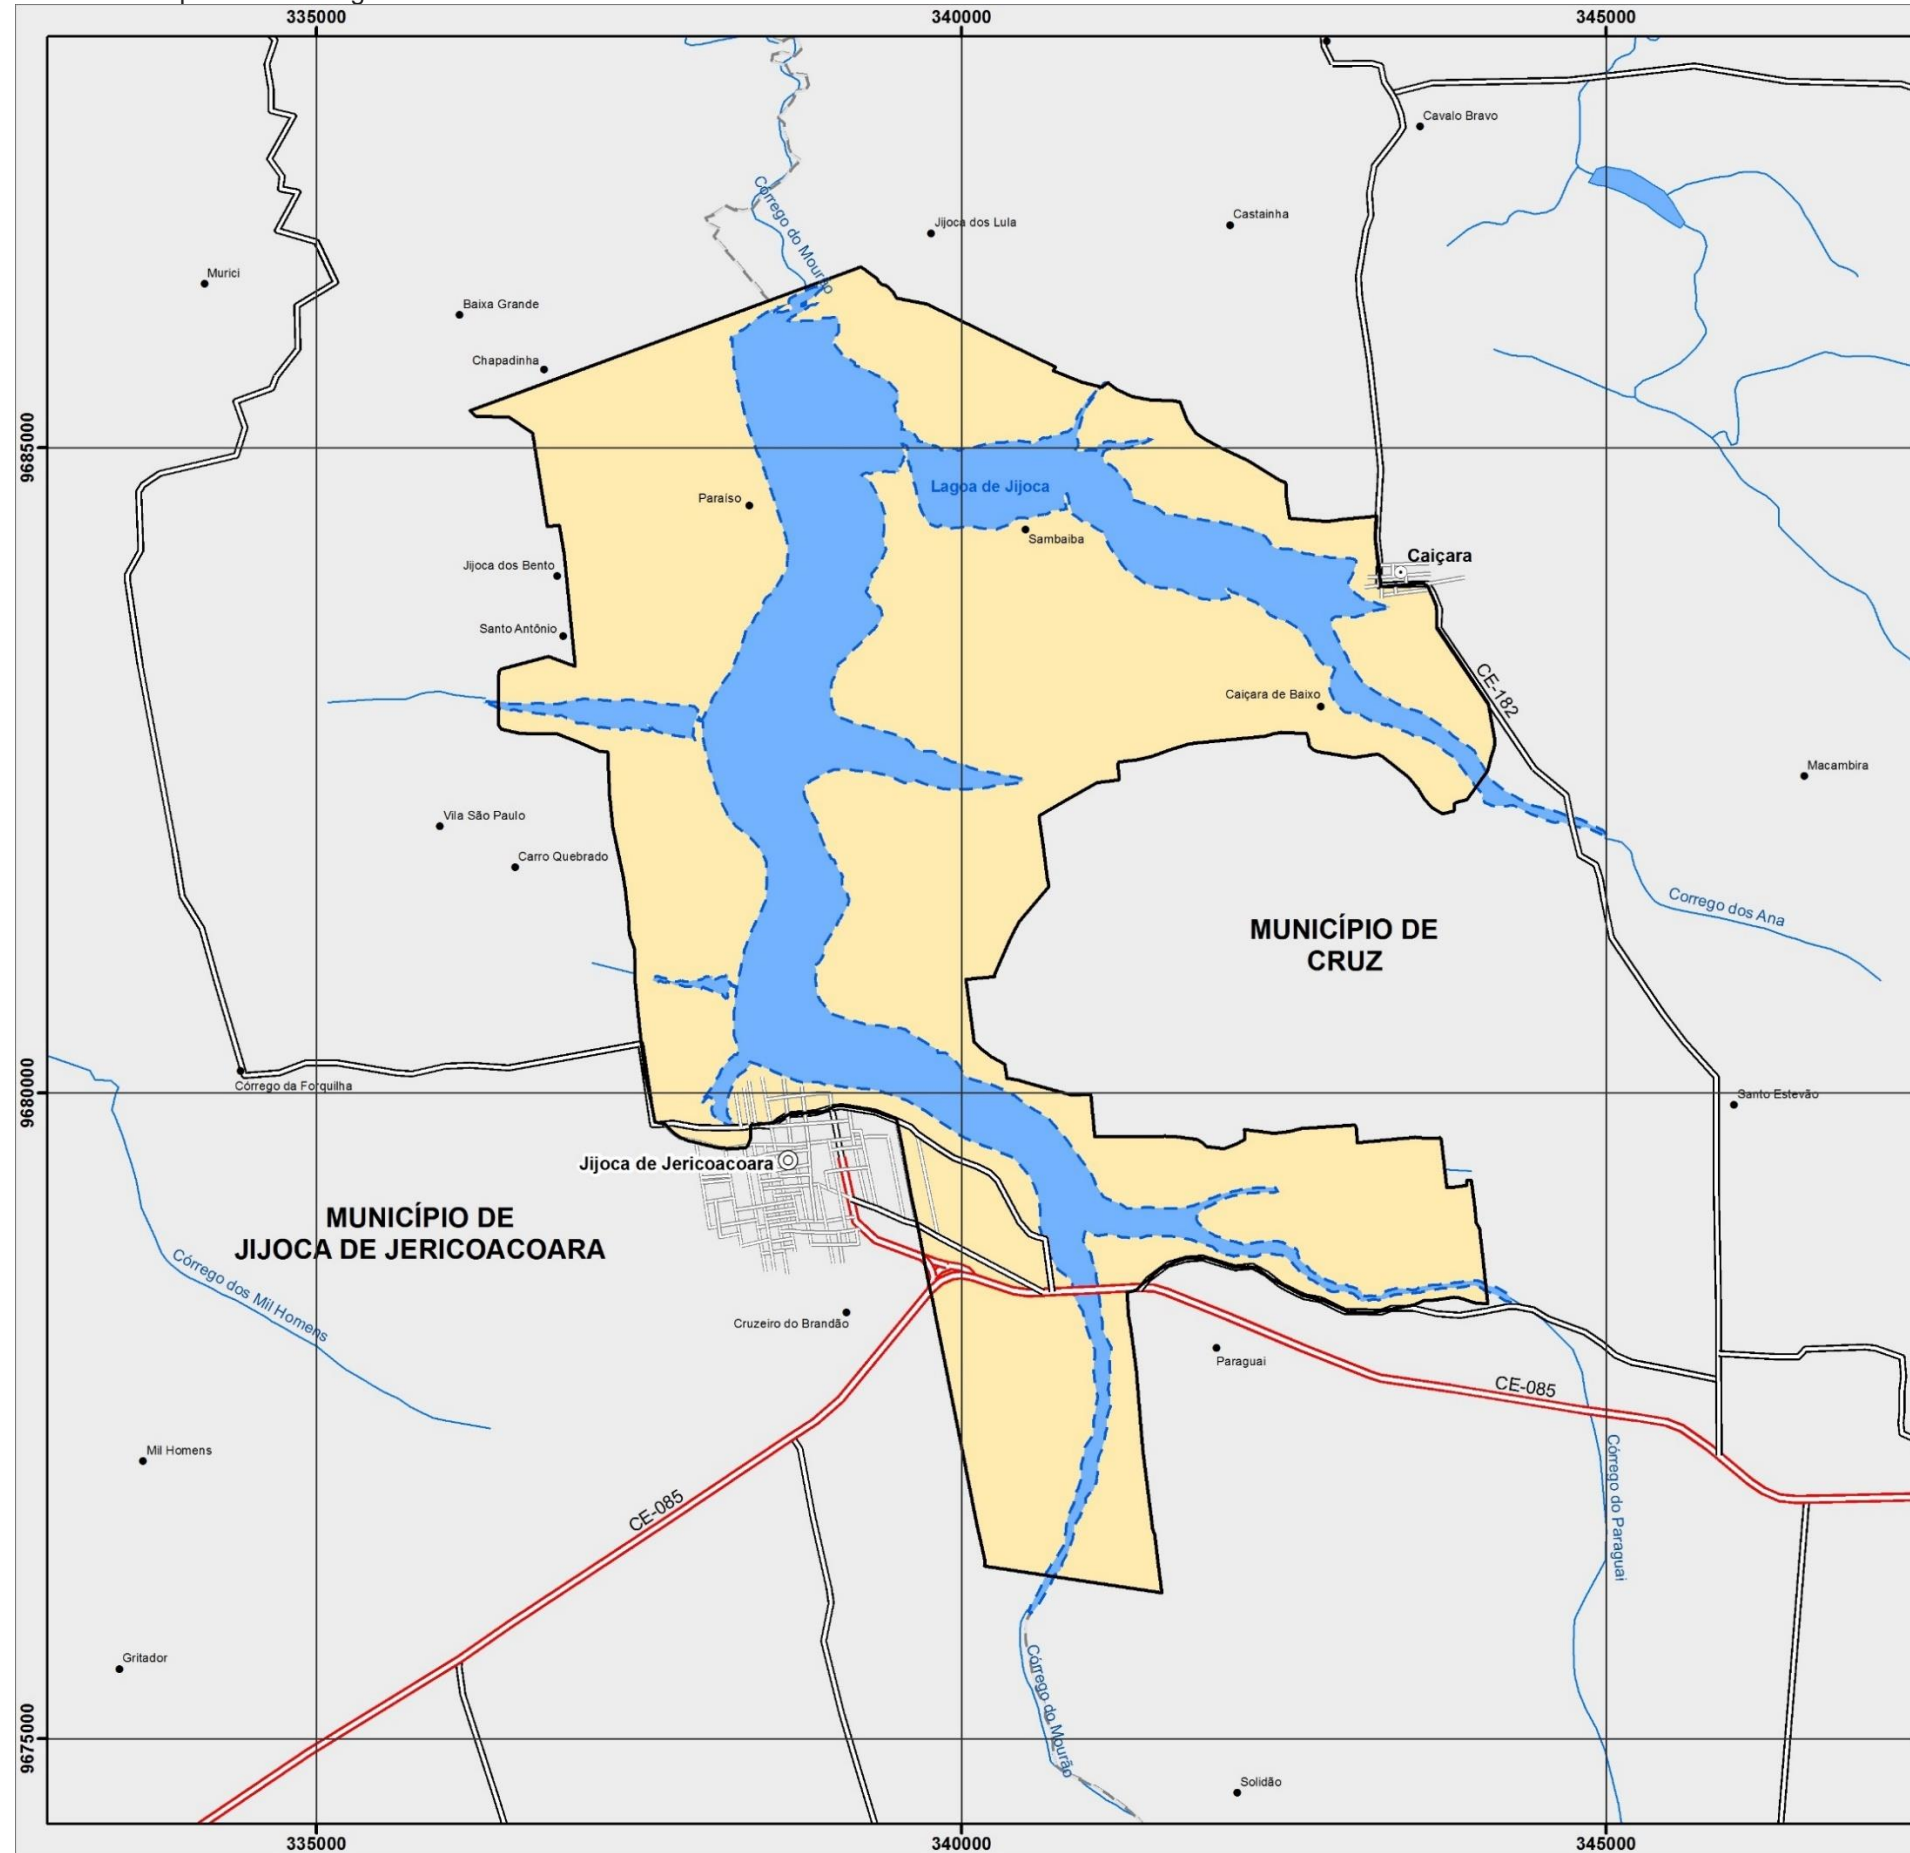 335000
340000
345000
Cavalo Bravo
Córrego do Mourão
Jijoca dos Lula
Castainha
Murici
Baixa Grande
Chapadinha
9685000
Paraíso
Lagoa de Jijoca
Sambaiba
Caiçara
Jijoca dos Bento
Santo Antônio
CE-182
Caiçara de Baixo
Macambira
Vila São Paulo
Carro Quebrado
Corrego dos Ana
MUNICÍPIO DE
CRUZ
Córrego da Forquilha
9680000
Santo Estevão
Jijoca de Jericoacoara
MUNICÍPIO DE
JIJOCA DE JERICOACOARA
Córrego dos Mil Homens
Cruzeiro do Brandão
Paraguai
CE-085
Mil Homens
CE-085
Córrego do Paraguai
Gritador
Córrego do Mourão
9675000
Solidão
335000
340000
345000